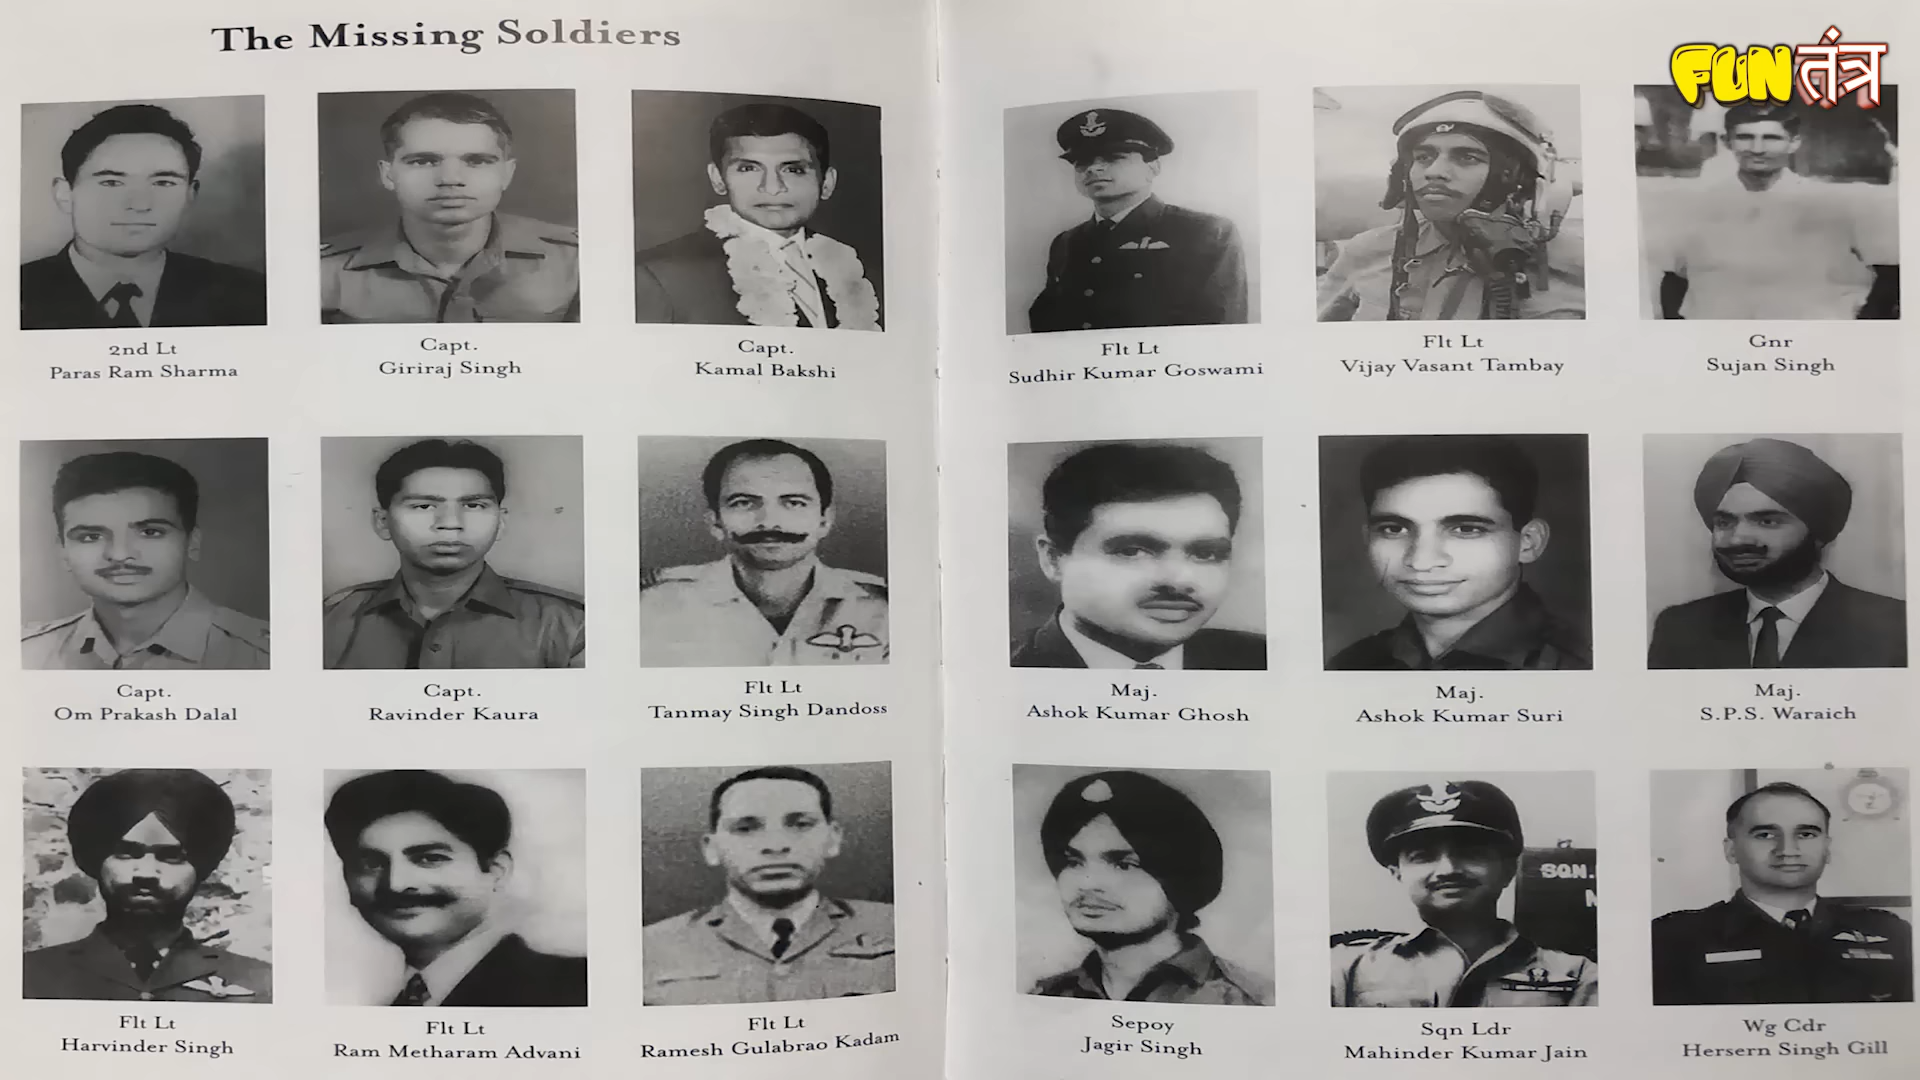 The Missing Soldiers
FUNतंत्र
2nd Lt
Paras Ram Sharma
Capt.
Giriraj Singh
Capt.
Kamal Bakshi
Flt Lt
Sudhir Kumar Goswami
Flt Lt
Vijay Vasant Tambay
Gnr
Sujan Singh
Capt.
Om Prakash Dalal
Capt.
Ravinder Kaura
Flt Lt
Tanmay Singh Dandoss
Maj.
Ashok Kumar Ghosh
Maj.
Ashok Kumar Suri
Maj.
S.P.S. Waraich
Flt Lt
Harvinder Singh
Flt Lt
Ram Metharam Advani
Flt Lt
Ramesh Gulabrao Kadam
Sepoy
Jagir Singh
SQN.
Sqn Ldr
Mahinder Kumar Jain
Wg Cdr
Hersern Singh Gill